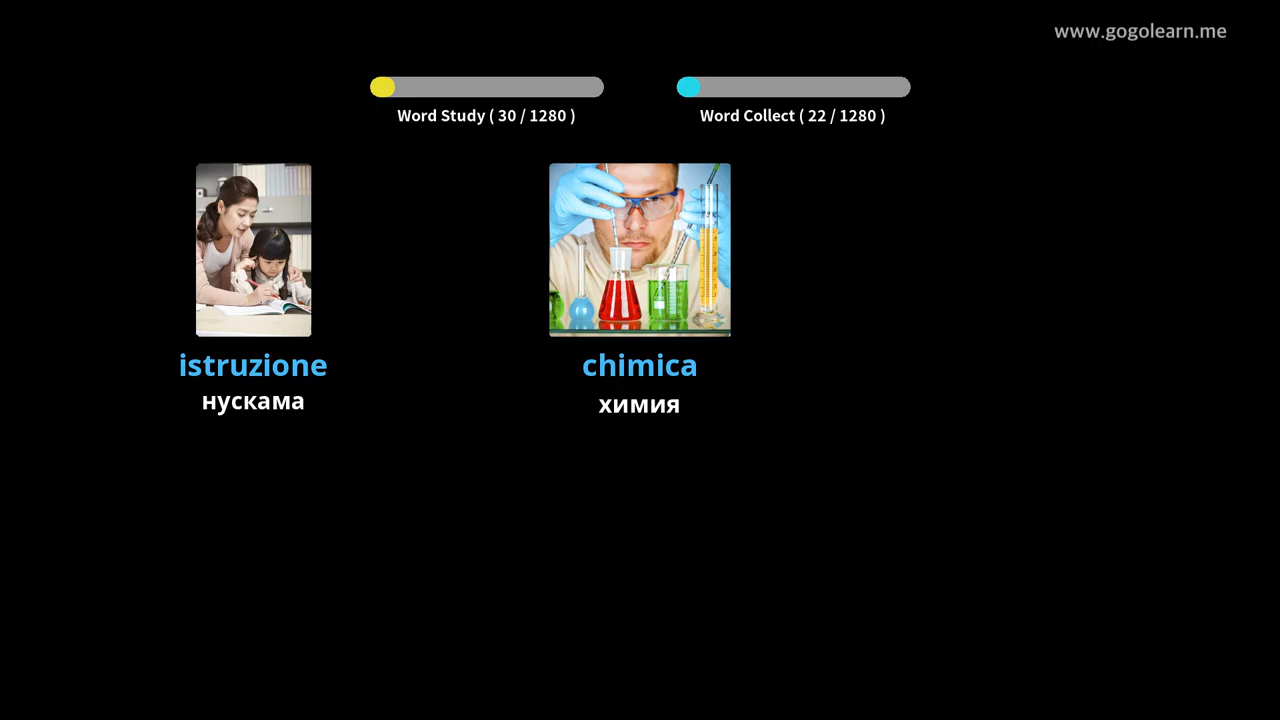 www.gogolearn.me
Word Study ( 30 / 1280 )
Word Collect ( 22 / 1280 )
istruzione
нускама
chimica
химия